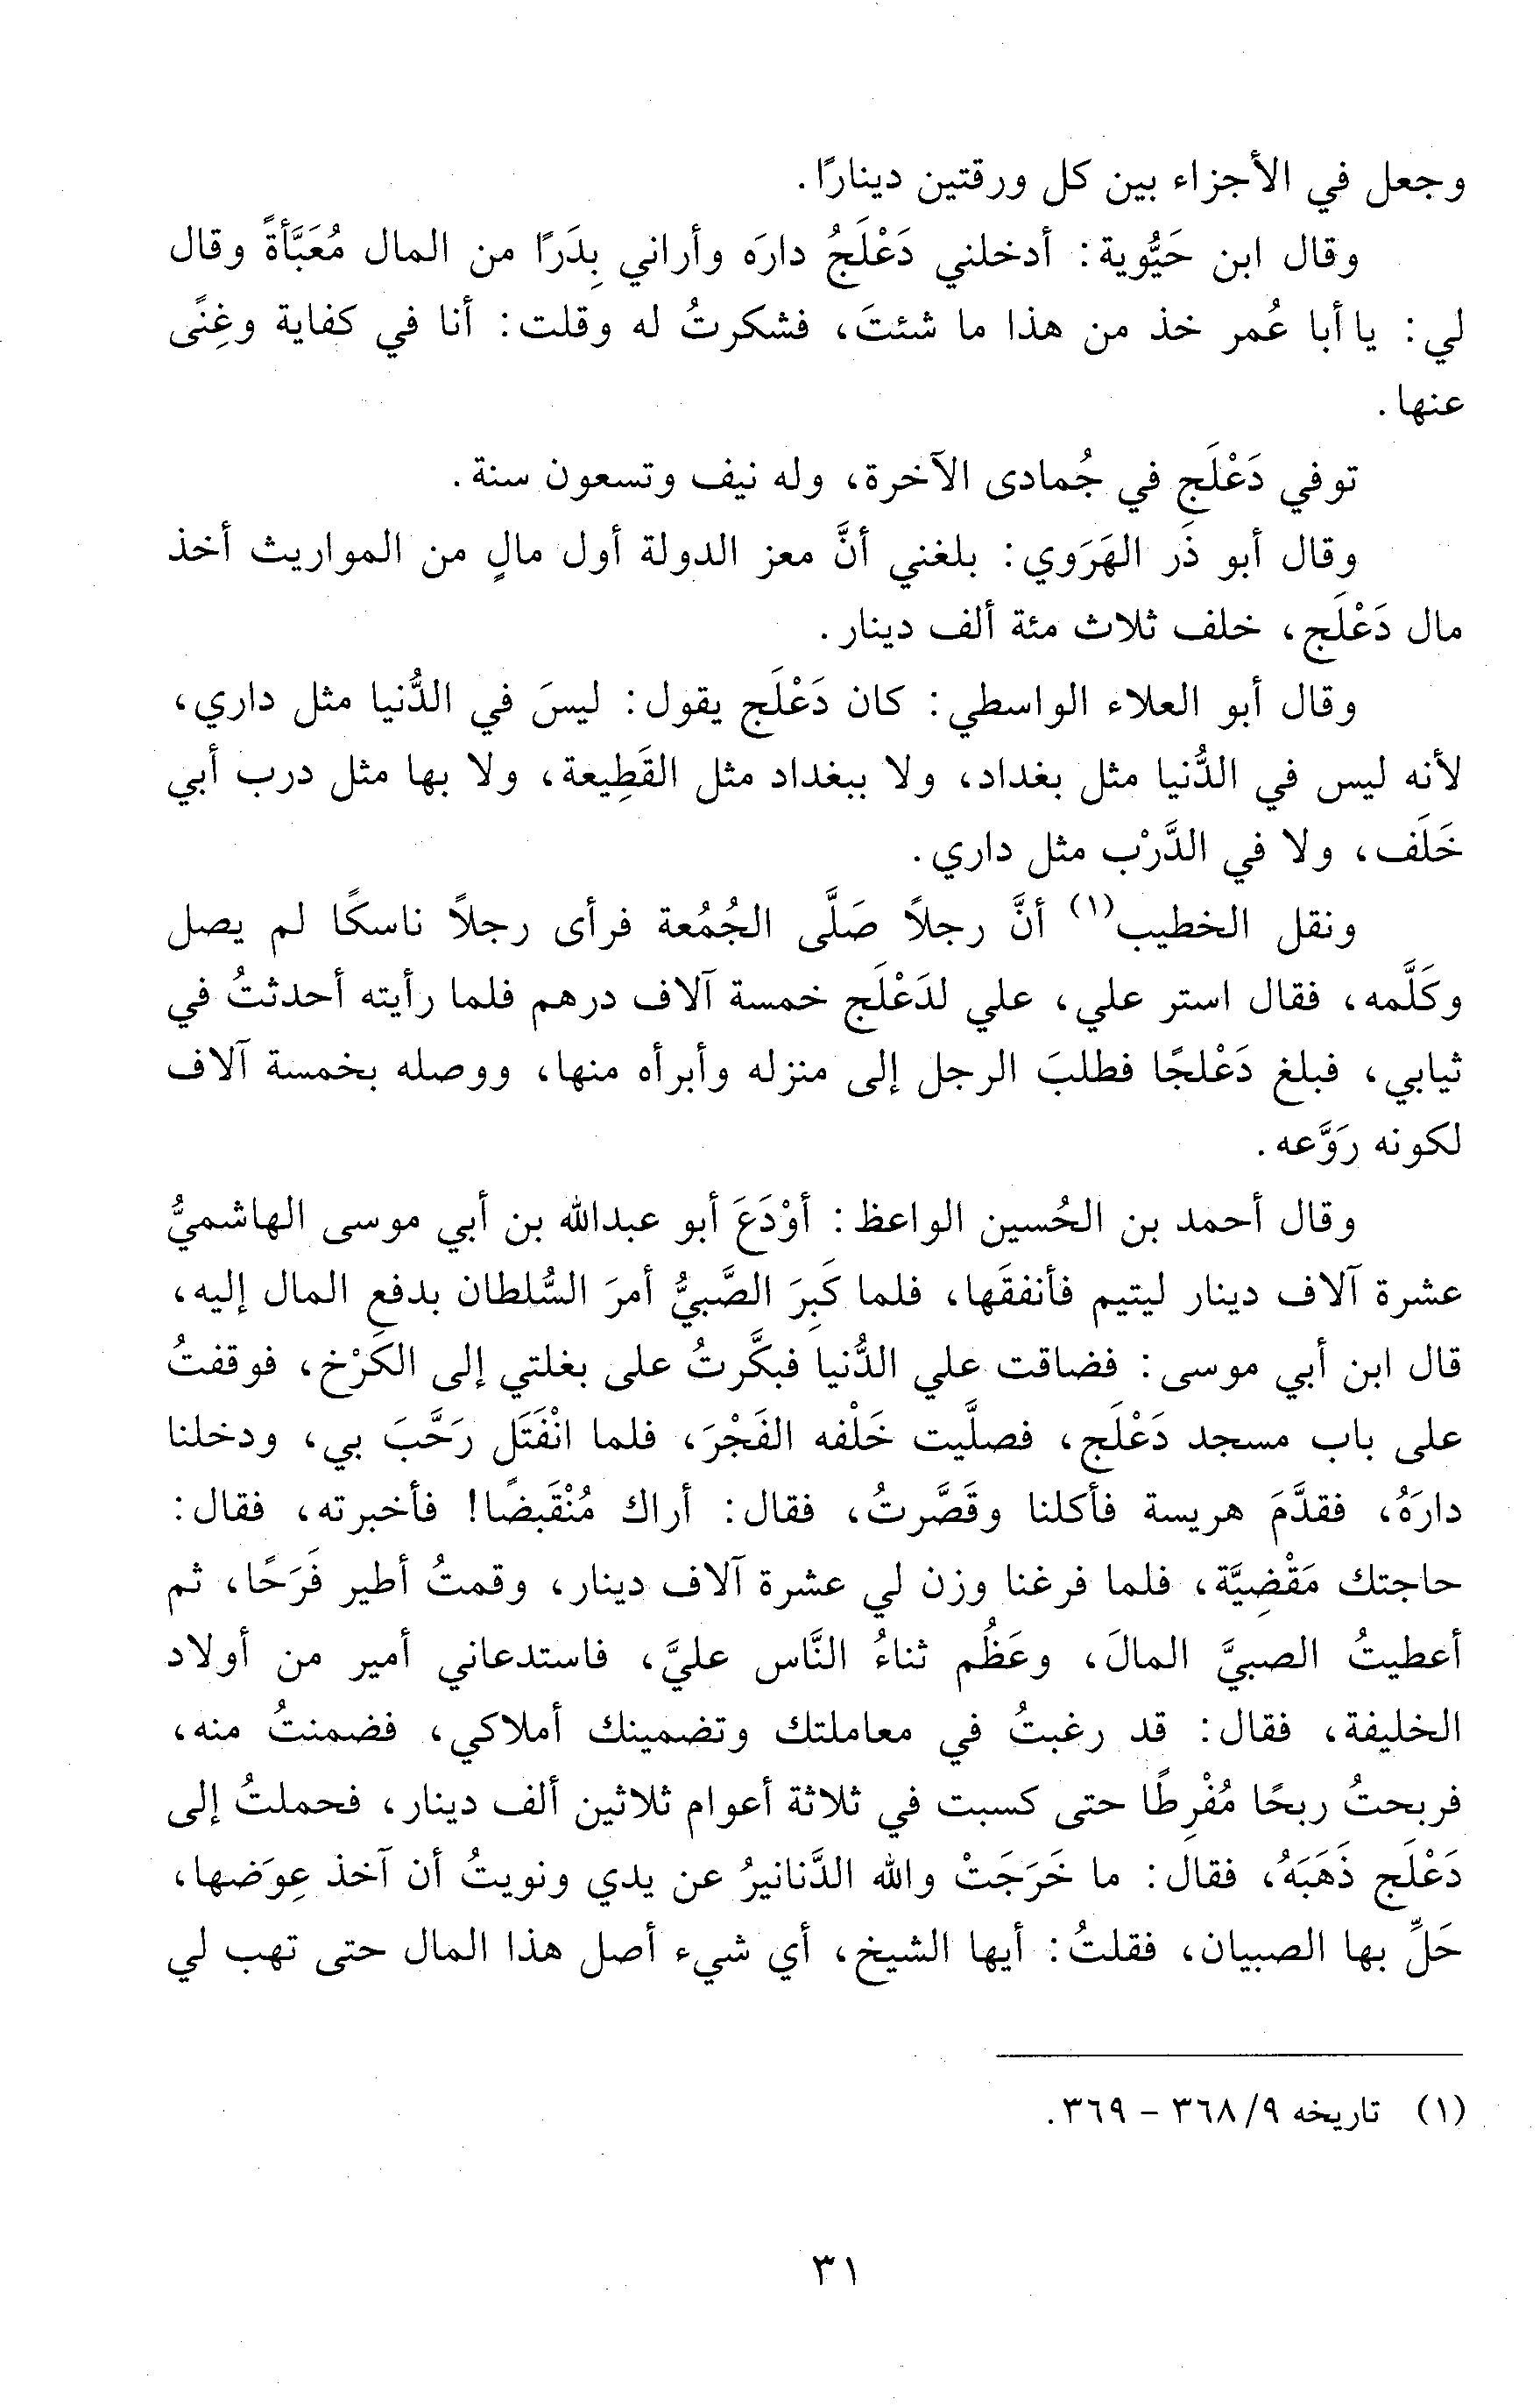 وجعل في الأجزاء بين كل ورقتين دينارًا.
وقال ابن حَيُّوية: أدخلني دَعْلَجُ دارَه وأراني بِدَرًا من المال مُعَبَّأةً وقال
لي: يا أبا عُمر خذ من هذا ما شئتَ، فشكرتُ له وقلت: أنا في كفاية وغِنًى
عنها.
توفي دَعْلَج في جُمادى الآخرة، وله نيف وتسعون سنة.
وقال أبو ذَر الهَرَوي: بلغني أنَّ معز الدولة أول مالٍ من المواريث أخذ
مال دَعْلَج، خلف ثلاث مئة ألف دينار.
وقال أبو العلاء الواسطي: كان دَعْلَج يقول: ليسَ في الدُّنيا مثل داري،
لأنه ليس في الدُّنيا مثل بغداد، ولا ببغداد مثل القَطِيعة، ولا بها مثل درب أبي
خَلَف، ولا في الدَّرْب مثل داري.
ونقل الخطيب(١) أنَّ رجلاً صَلَّى الجُمُعة فرأى رجلاً ناسكًا لم يصل
وكَلَّمه، فقال استر علي، علي لدَعْلَج خمسة آلاف درهم فلما رأيته أحدثتُ في
ثيابي، فبلغ دَعْلجًا فطلبَ الرجل إلى منزله وأبرأه منها، ووصله بخمسة آلاف
لكونه رَوَّعه.
وقال أحمد بن الحُسين الواعظ: أوْدَعَ أبو عبدالله بن أبي موسى الهاشميُّ
عشرة آلاف دينار ليتيم فأنفقَها، فلما كَبِرَ الصَّبيُّ أمرَ السُّلطان بدفع المال إليه،
قال ابن أبي موسى: فضاقت علي الدُّنيا فبكَّرتُ على بغلتي إلى الكَرْخ، فوقفتُ
على باب مسجد دَعْلَج، فصلَّيت خَلْفه الفَجْرَ، فلما انْفَتَل رَحَّبَ بي، ودخلنا
دارَهُ، فقدَّمَ هريسة فأكلنا وقَصَّرتُ، فقال: أراك مُنْقَبضًا! فأخبرته، فقال:
حاجتك مَقْضِيَّة، فلما فرغنا وزن لي عشرة آلاف دينار، وقمتُ أطير فَرَحًا، ثم
أعطيتُ الصبيَّ المالَ، وعَظُم ثناءُ النَّاس عليَّ، فاستدعاني أمير من أولاد
الخليفة، فقال: قد رغبتُ في معاملتك وتضمينك أملاكي، فضمنتُ منه،
فربحتُ ربحًا مُفْرِطًا حتى كسبت في ثلاثة أعوام ثلاثين ألف دينار، فحملتُ إلى
دَعْلَج ذَهَبَهُ، فقال: ما خَرَجَتْ والله الدَّنانيرُ عن يدي ونويتُ أن آخذ عِوَضها،
حَلِّ بها الصبيان، فقلتُ: أيها الشيخ، أي شيء أصل هذا المال حتى تهب لي
(١) تاريخه ٩/ ٣٦٨ - ٣٦٩.
٣١